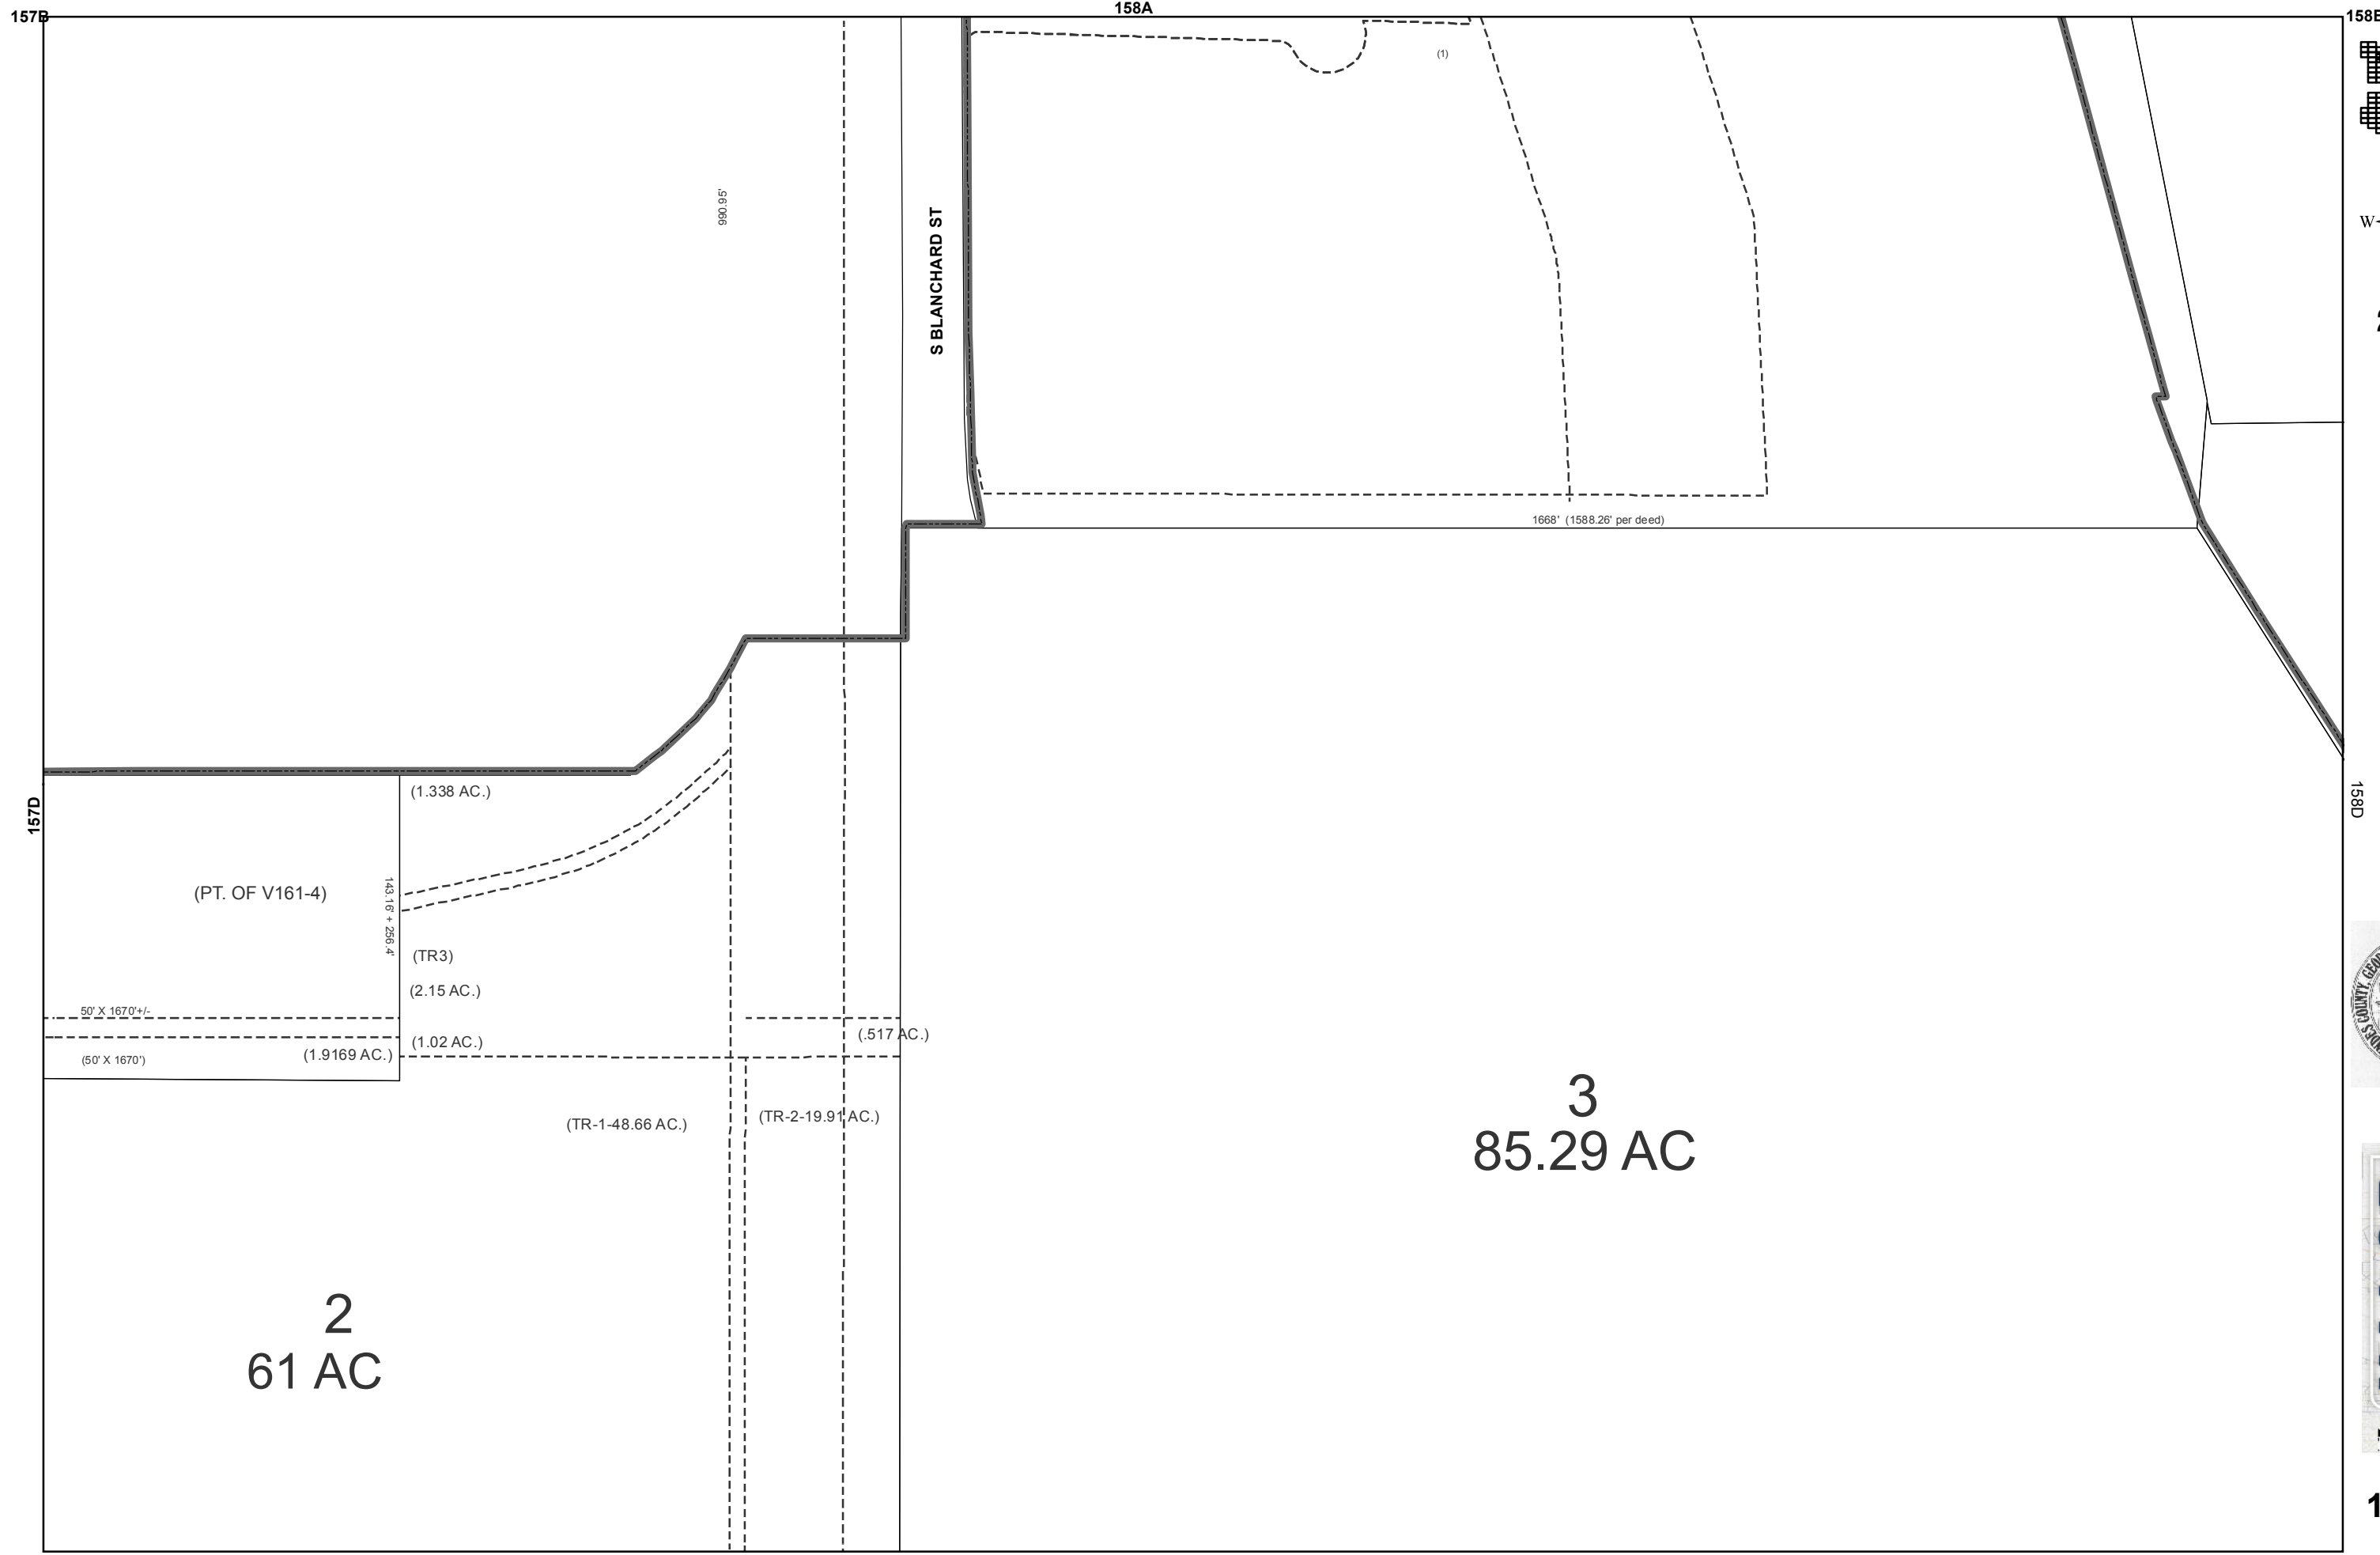 157B
158A
(1)
W
990.95'
S BLANCHARD ST
1668' (1588.26' per deed)
157D
158D
(1.338 AC.)
(PT. OF V161-4)
143.16' + 256.4'
(TR3)
(2.15 AC.)
50' X 1670'+/-
(.517 AC.)
(1.02 AC.)
(1.9169 AC.)
(50' X 1670')
(TR-2-19.91 AC.)
(TR-1-48.66 AC.)
3
85.29 AC
2
61 AC